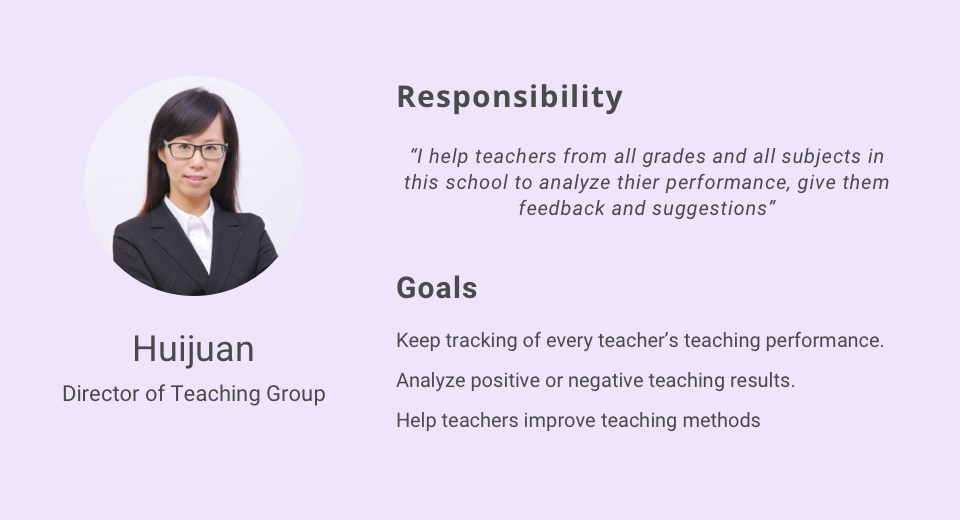 Responsibility
“I help teachers from all grades and all subjects in
this school to analyze thier performance, give them
feedback and suggestions”
Goals
Keep tracking of every teacher’s teaching performance.
Analyze positive or negative teaching results.
Help teachers improve teaching methods
Huijuan
Director of Teaching Group